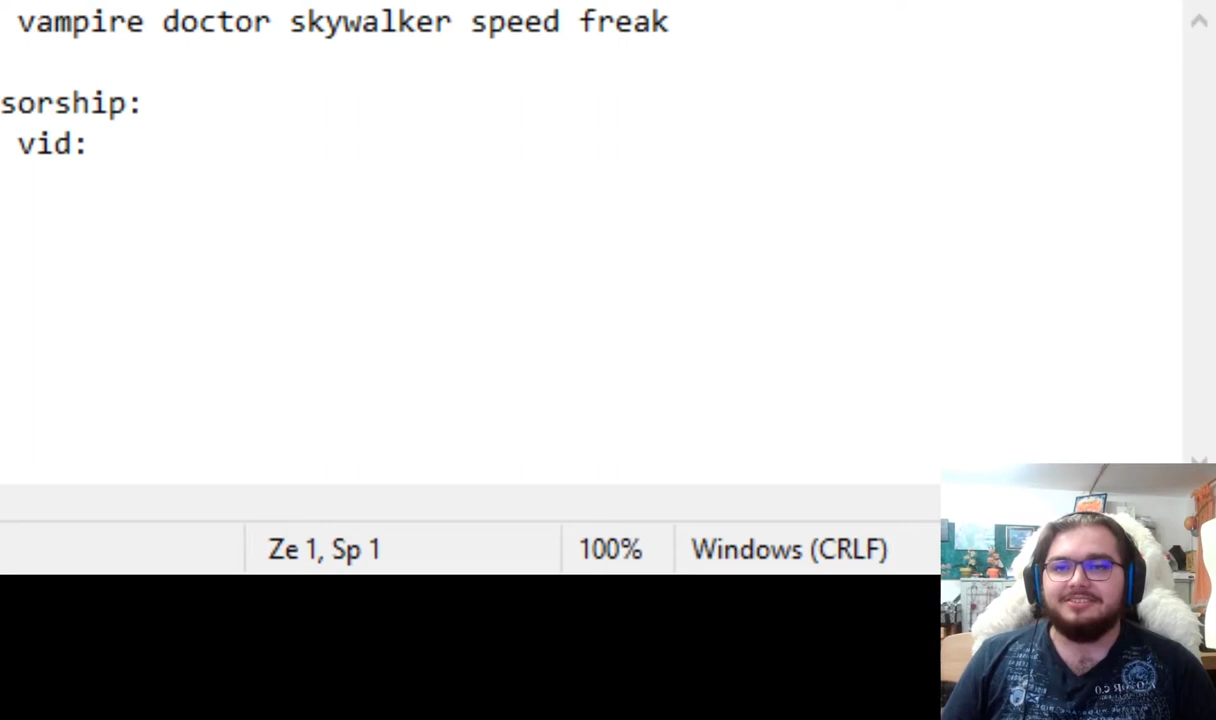 vampire doctor skywalker speed freak
sorship:
vid:
Ze 1, Sp 1
100%
Windows (CRLF)